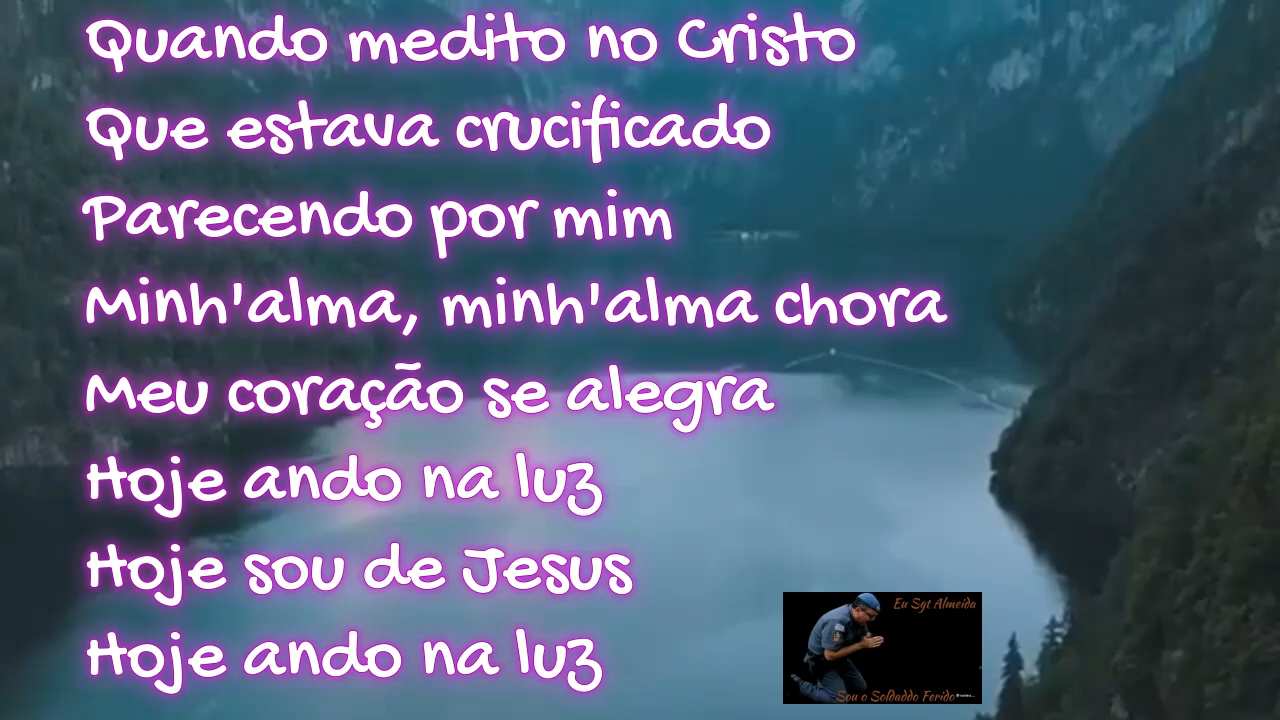 Quando medito no Cristo
Que estava crucificado
Parecendo por mim
Minh'alma, minh'alma chora
Meu coração se alegra
Hoje ando na luz
Hoje sou de Jesus
Hoje ando na luz
Eu Sgt Almeida
Sou o Soldaddo Ferido